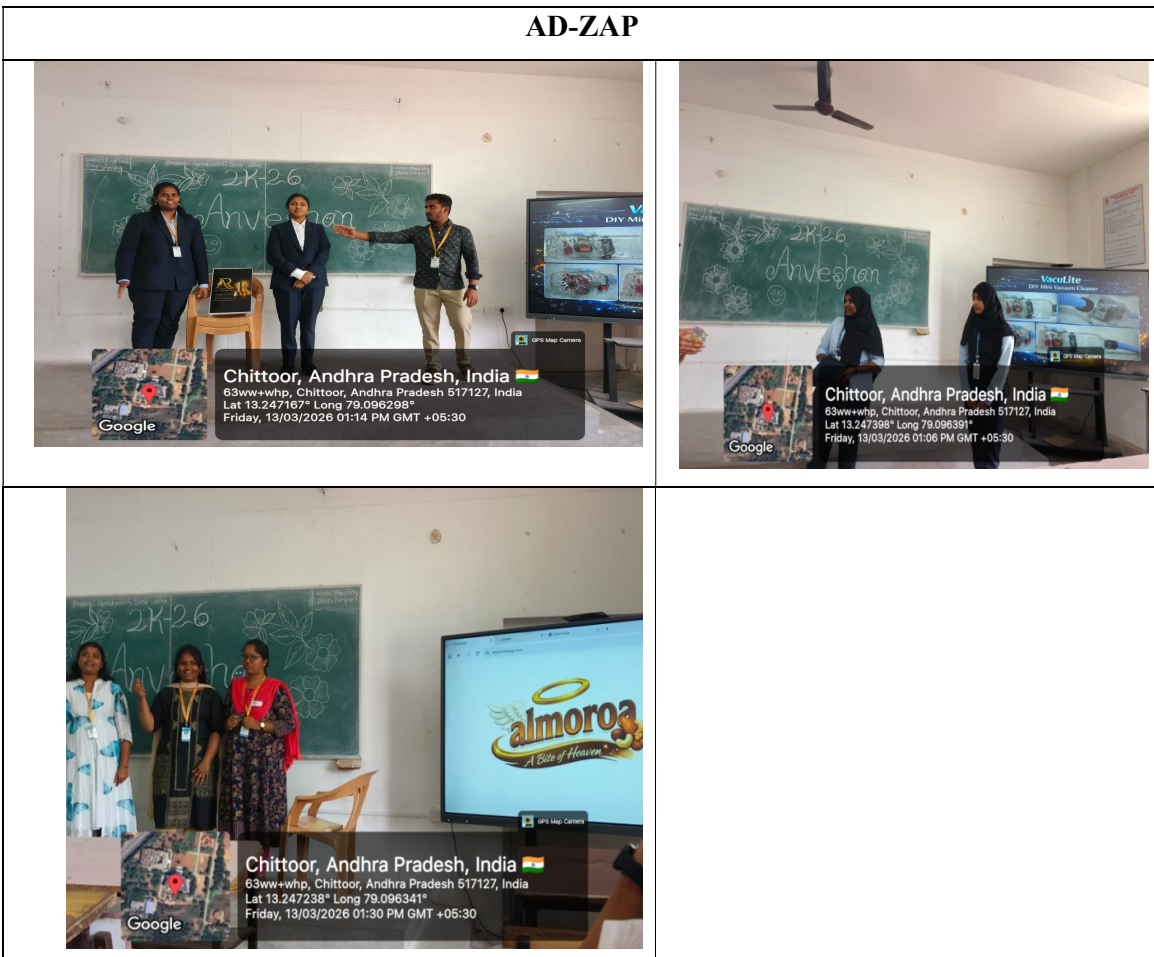 AD-ZAP
2K-26
Anveshan
DIY Mi
GPS Map Camera
Chittoor, Andhra Pradesh, India
63ww+whp, Chittoor, Andhra Pradesh 517127, India
Lat 13.247167° Long 79.096298°
Friday, 13/03/2026 01:14 PM GMT +05:30
Google
2K-26
Anveshan
VacuLite
DIY Mini Vacuum Cleaner
GPS Map Camera
Chittoor, Andhra Pradesh, India
63ww+whp, Chittoor, Andhra Pradesh 517127, India
Lat 13.247398° Long 79.096391°
Friday, 13/03/2026 01:06 PM GMT +05:30
Google
2K-26
Anv
almoroa
A Bite of Heaven
GPS Map Camera
Chittoor, Andhra Pradesh, India
63ww+whp, Chittoor, Andhra Pradesh 517127, India
Lat 13.247238° Long 79.096341°
Friday, 13/03/2026 01:30 PM GMT +05:30
Google